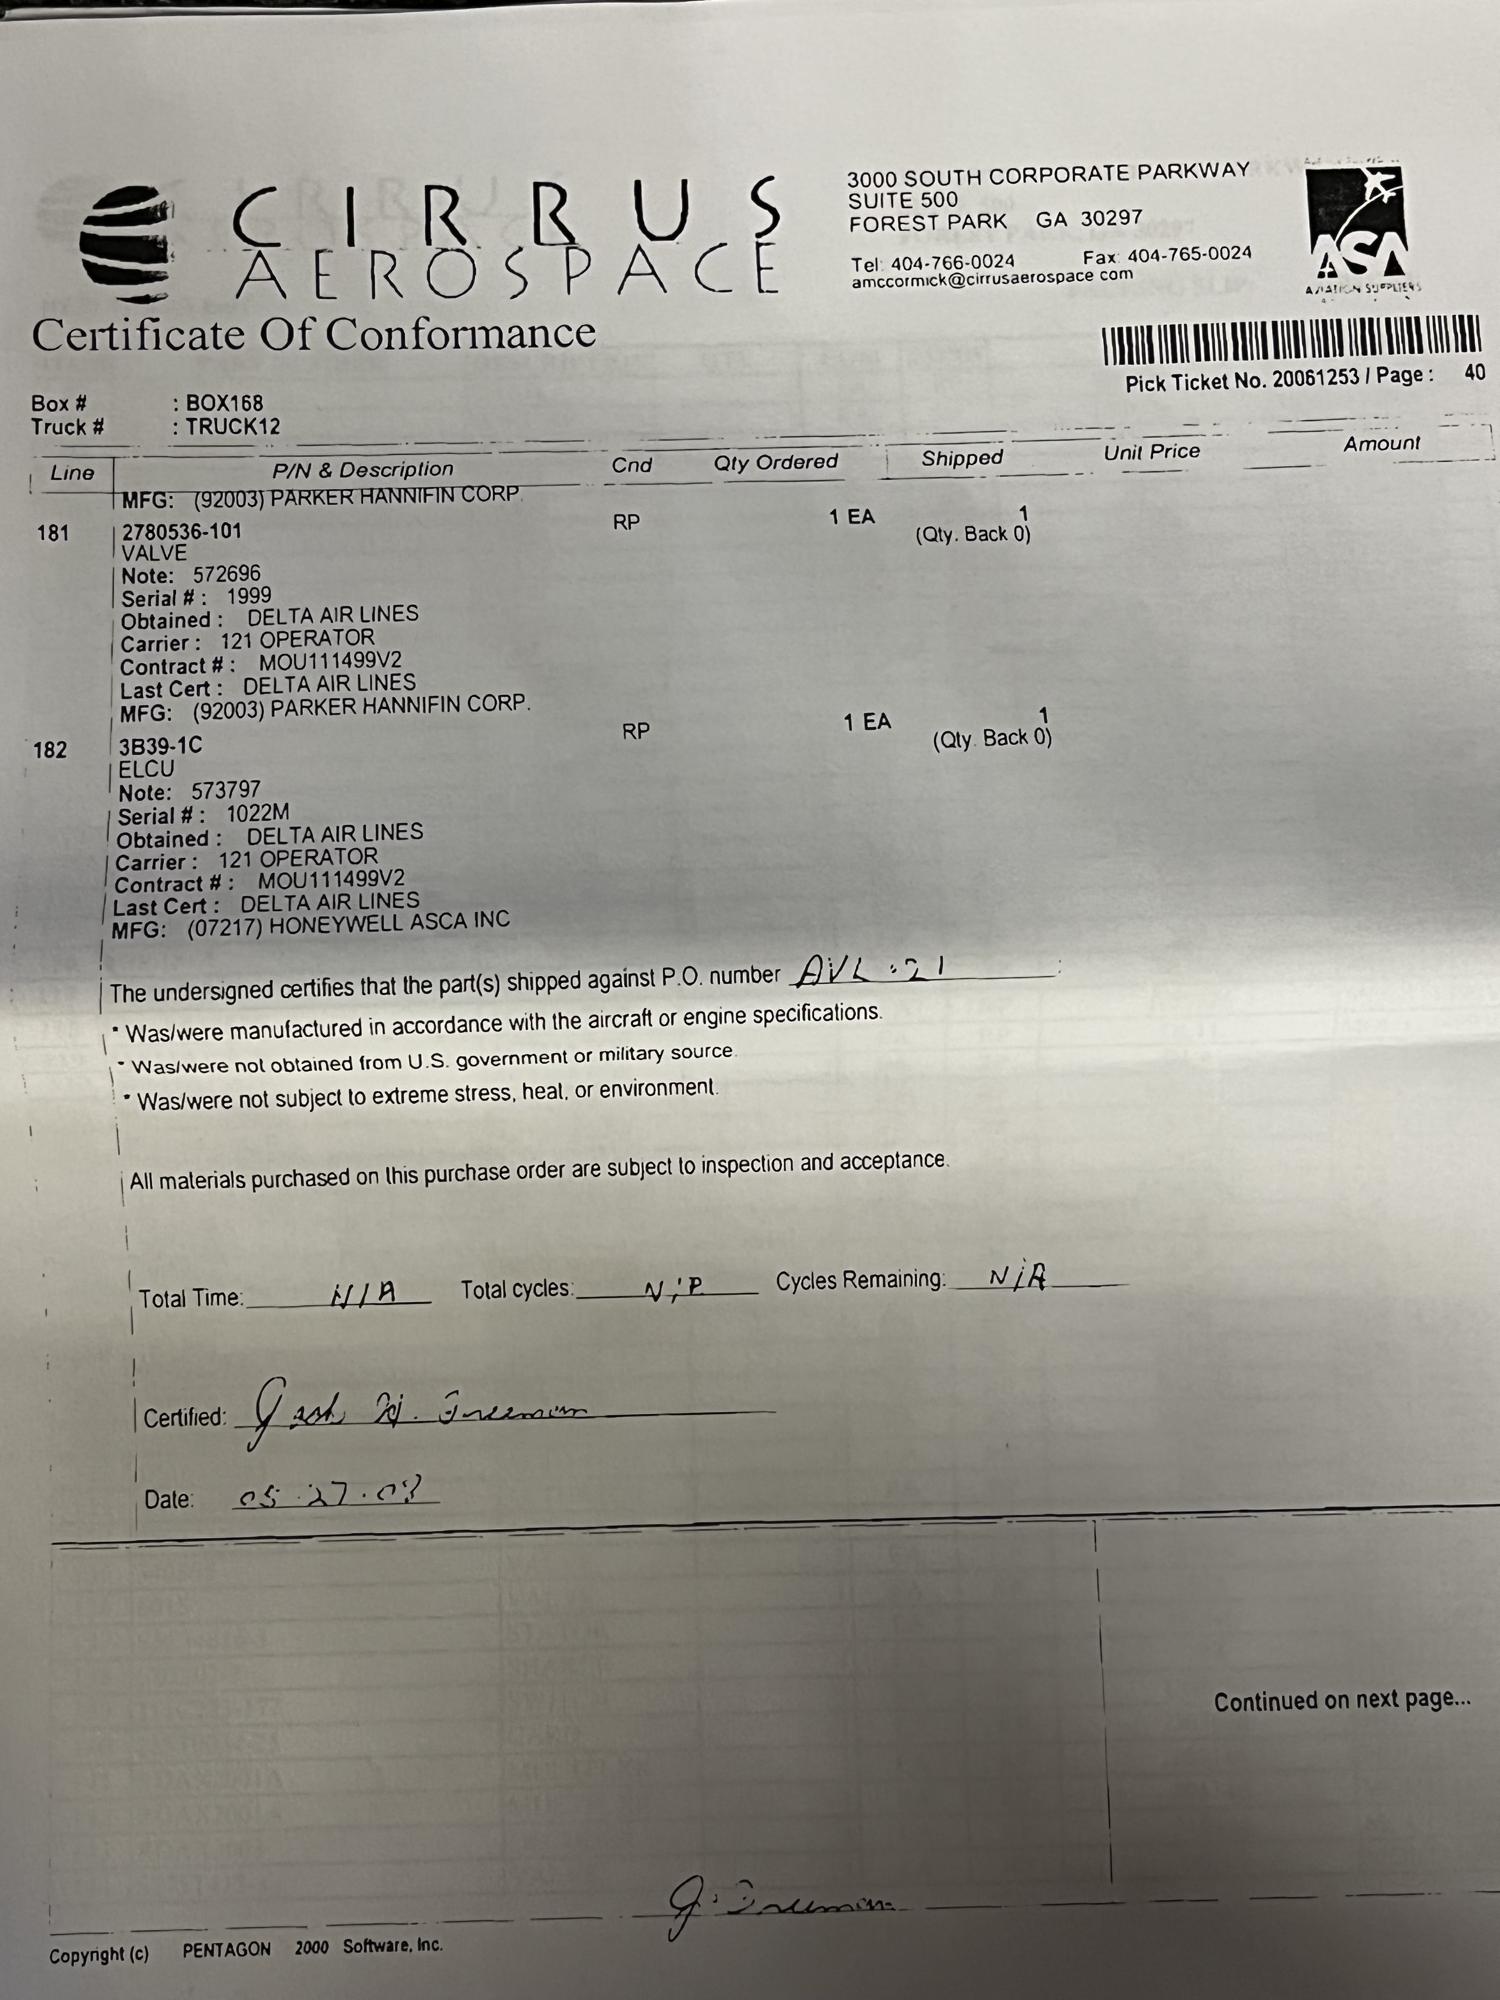 CIRRUS
AEROSPACE
3000 SOUTH CORPORATE PARKWAY
SUITE 500
FOREST PARK GA 30297
Tel: 404-766-0024 Fax: 404-765-0024
amccormick@cirrusaerospace com
ASA
AVIATION SUPPLIERS
Certificate Of Conformance
Pick Ticket No. 20061253 / Page : 40
Box # : BOX168
Truck # : TRUCK12
Line P/N & Description Cnd Qty Ordered Shipped Unit Price Amount
MFG: (92003) PARKER HANNIFIN CORP.
181 2780536-101 RP 1 EA 1
VALVE (Qty. Back 0)
Note: 572696
Serial # : 1999
Obtained : DELTA AIR LINES
Carrier : 121 OPERATOR
Contract # : MOU111499V2
Last Cert : DELTA AIR LINES
MFG: (92003) PARKER HANNIFIN CORP.
182 3B39-1C RP 1 EA 1
ELCU (Qty. Back 0)
Note: 573797
Serial # : 1022M
Obtained : DELTA AIR LINES
Carrier : 121 OPERATOR
Contract # : MOU111499V2
Last Cert : DELTA AIR LINES
MFG: (07217) HONEYWELL ASCA INC
The undersigned certifies that the part(s) shipped against P.O. number AVL
* Was/were manufactured in accordance with the aircraft or engine specifications.
* Was/were not obtained from U.S. government or military source.
* Was/were not subject to extreme stress, heat, or environment.
All materials purchased on this purchase order are subject to inspection and acceptance.
Total Time: N/A Total cycles: Cycles Remaining: N/A
Certified: H. Freeman
Date:
Continued on next page...
J. Freeman
Copyright (c) PENTAGON 2000 Software, Inc.